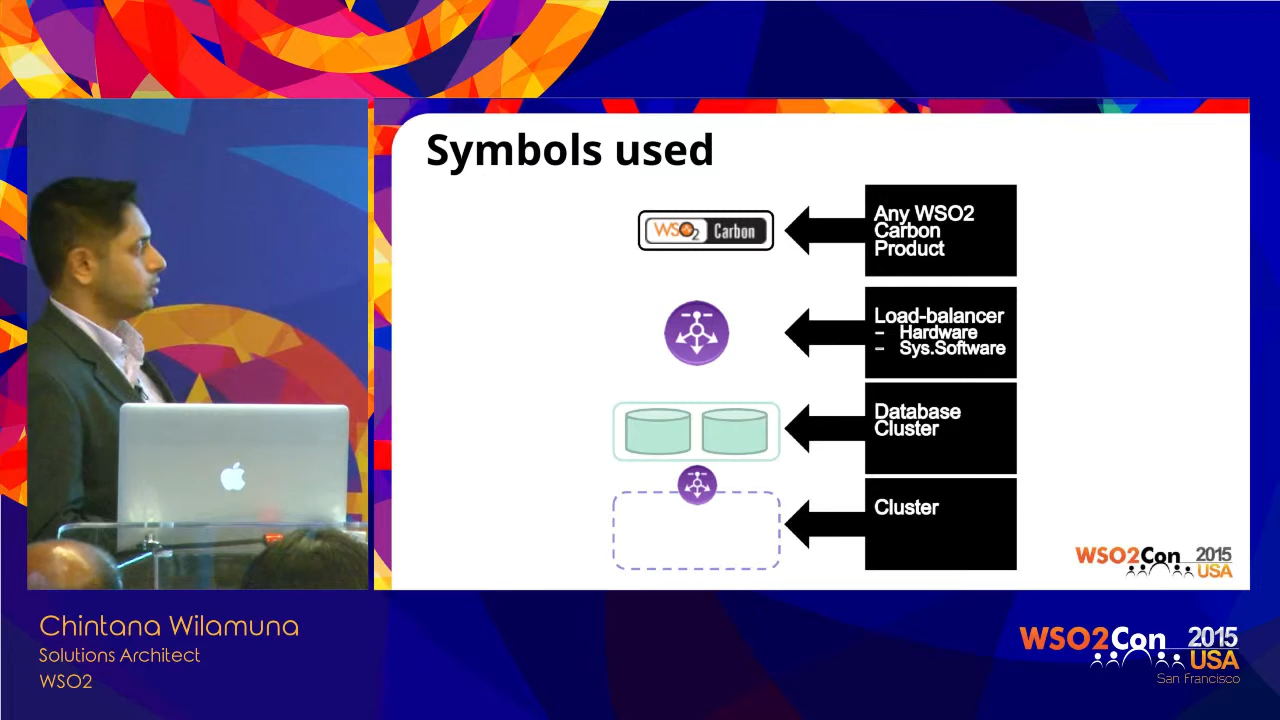 Symbols used
WSO2 Carbon
Any WSO2
Carbon
Product
Load-balancer
– Hardware
– Sys.Software
Database
Cluster
Cluster
WSO2Con 2015
USA
Chintana Wilamuna
Solutions Architect
WSO2
WSO2Con 2015
USA
San Francisco